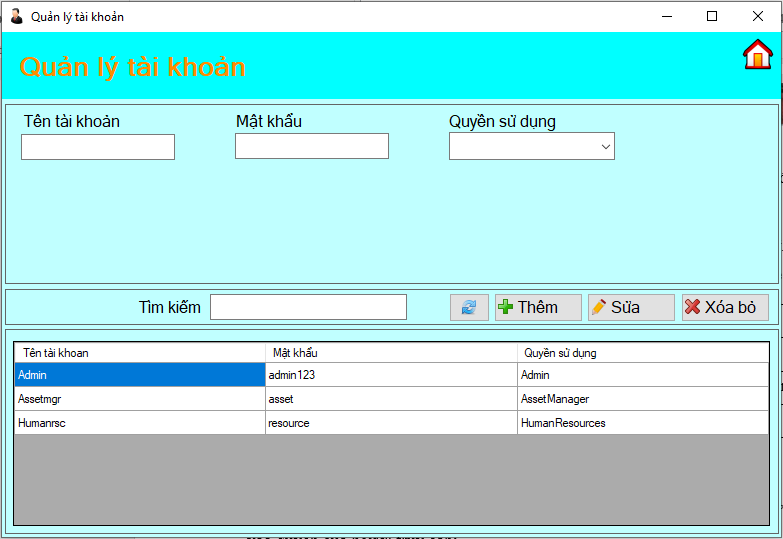 Quản lý tài khoản
Quản lý tài khoản
Tên tài khoản Mật khẩu Quyền sử dụng
Tìm kiếm Thêm Sửa Xóa bỏ
Tên tài khoan Mật khẩu Quyền sử dụng
Admin admin123 Admin
Assetmgr asset AssetManager
Humanrsc resource HumanResources